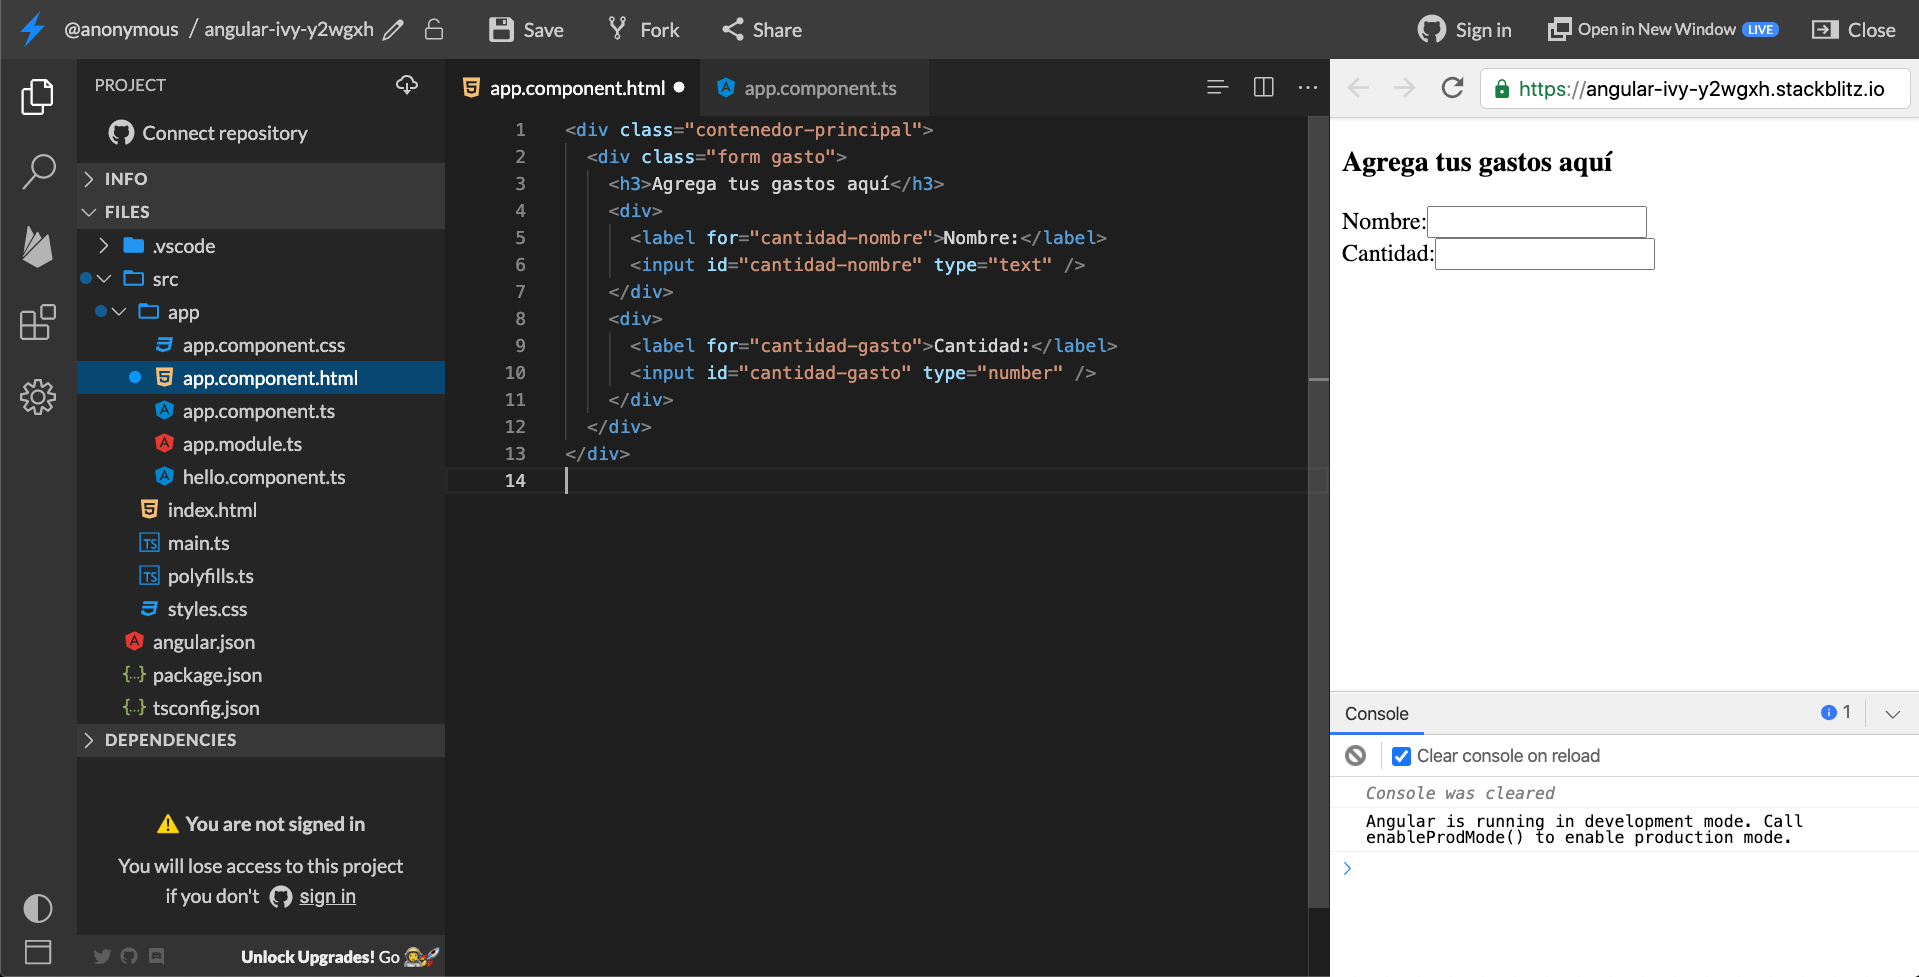 @anonymous / angular-ivy-y2wgxh
Save
Fork
Share
Sign in
Open in New Window LIVE
Close
PROJECT
Connect repository
INFO
FILES
.vscode
src
app
app.component.css
app.component.html
app.component.ts
app.module.ts
hello.component.ts
index.html
TS main.ts
TS polyfills.ts
styles.css
angular.json
{..} package.json
{..} tsconfig.json
DEPENDENCIES
You are not signed in
You will lose access to this project
if you don't sign in
Unlock Upgrades! Go
app.component.html
app.component.ts
1 <div class="contenedor-principal">
2 <div class="form gasto">
3 <h3>Agrega tus gastos aquí</h3>
4 <div>
5 <label for="cantidad-nombre">Nombre:</label>
6 <input id="cantidad-nombre" type="text" />
7 </div>
8 <div>
9 <label for="cantidad-gasto">Cantidad:</label>
10 <input id="cantidad-gasto" type="number" />
11 </div>
12 </div>
13 </div>
14
https://angular-ivy-y2wgxh.stackblitz.io
Agrega tus gastos aquí
Nombre:
Cantidad:
Console
1
Clear console on reload
Console was cleared
Angular is running in development mode. Call
enableProdMode() to enable production mode.